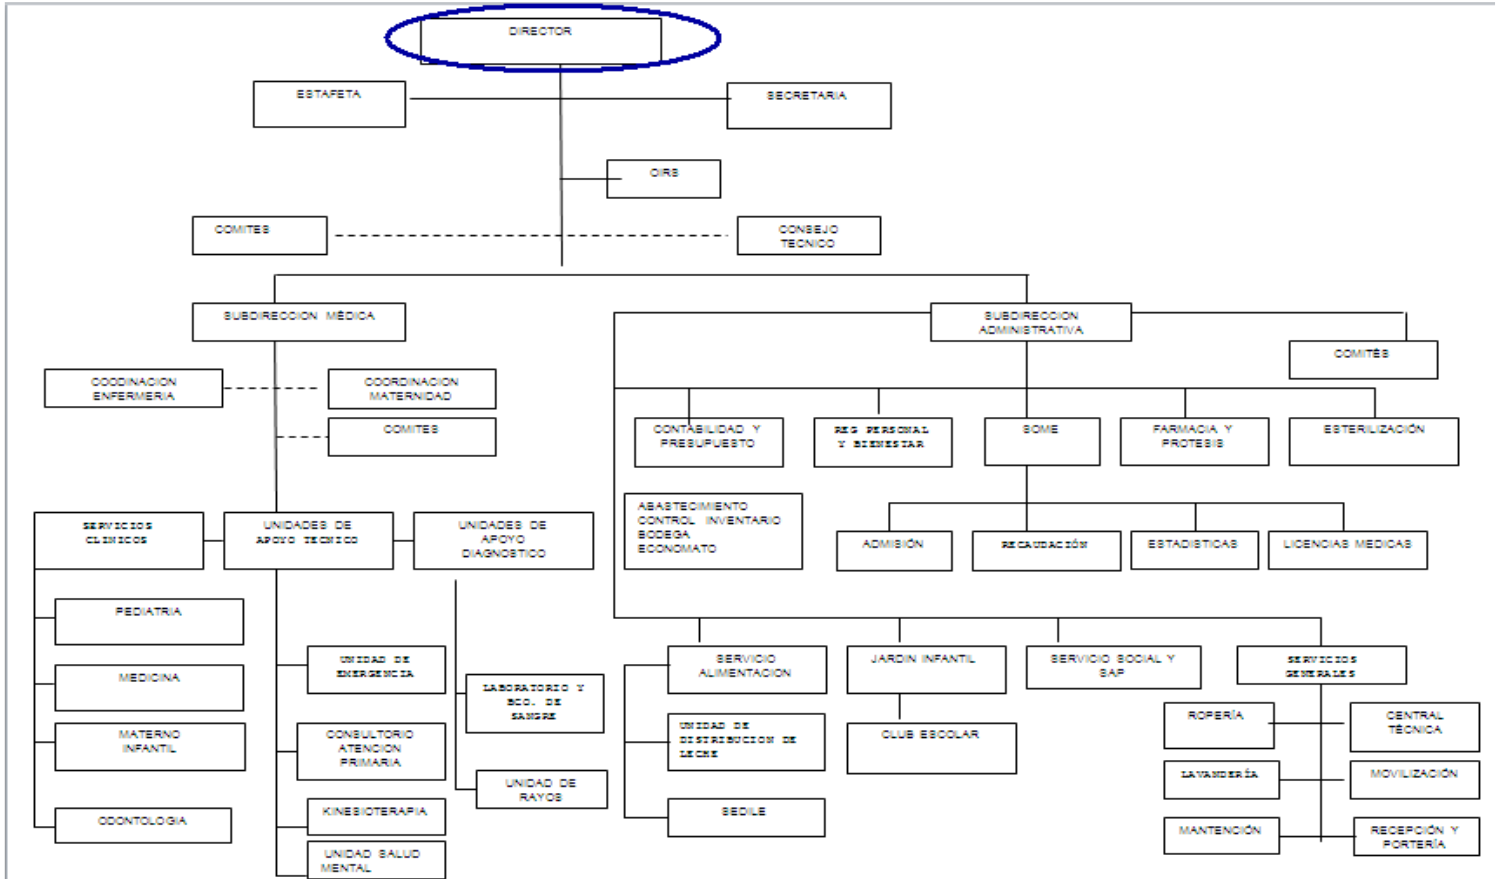 DIRECTOR
ESTAFETA
SECRETARIA
OIRS
COMITES
CONSEJO
TECNICO
SUBDIRECCION MÉDICA
SUBDIRECCION
ADMINISTRATIVA
COMITÉS
COODINACION
ENFERMERIA
COORDINACION
MATERNIDAD
COMITES
CONTABILIDAD Y
PRESUPUESTO
REG PERSONAL
Y BIENESTAR
SOME
FARMACIA Y
PROTESIS
ESTERILIZACIÓN
ABASTECIMIENTO
CONTROL INVENTARIO
BODEGA
ECONOMATO
SERVICIOS
CLINICOS
UNIDADES DE
APOYO TECNICO
UNIDADES DE
APOYO
DIAGNOSTICO
ADMISIÓN
RECAUDACIÓN
ESTADISTICAS
LICENCIAS MEDICAS
PEDIATRIA
MEDICINA
MATERNO
INFANTIL
ODONTOLOGIA
UNIDAD DE
EMERGENCIA
CONSULTORIO
ATENCION
PRIMARIA
KINESIOTERAPIA
UNIDAD SALUD
MENTAL
LABORATORIO Y
BCO. DE
SANGRE
UNIDAD DE
RAYOS
SERVICIO
ALIMENTACION
UNIDAD DE
DISTRIBUCION DE
LECHE
SEDILE
JARDIN INFANTIL
CLUB ESCOLAR
SERVICIO SOCIAL Y
SAP
SERVICIOS
GENERALES
ROPERÍA
CENTRAL
TÉCNICA
LAVANDERÍA
MOVILIZACIÓN
MANTENCIÓN
RECEPCIÓN Y
PORTERÍA